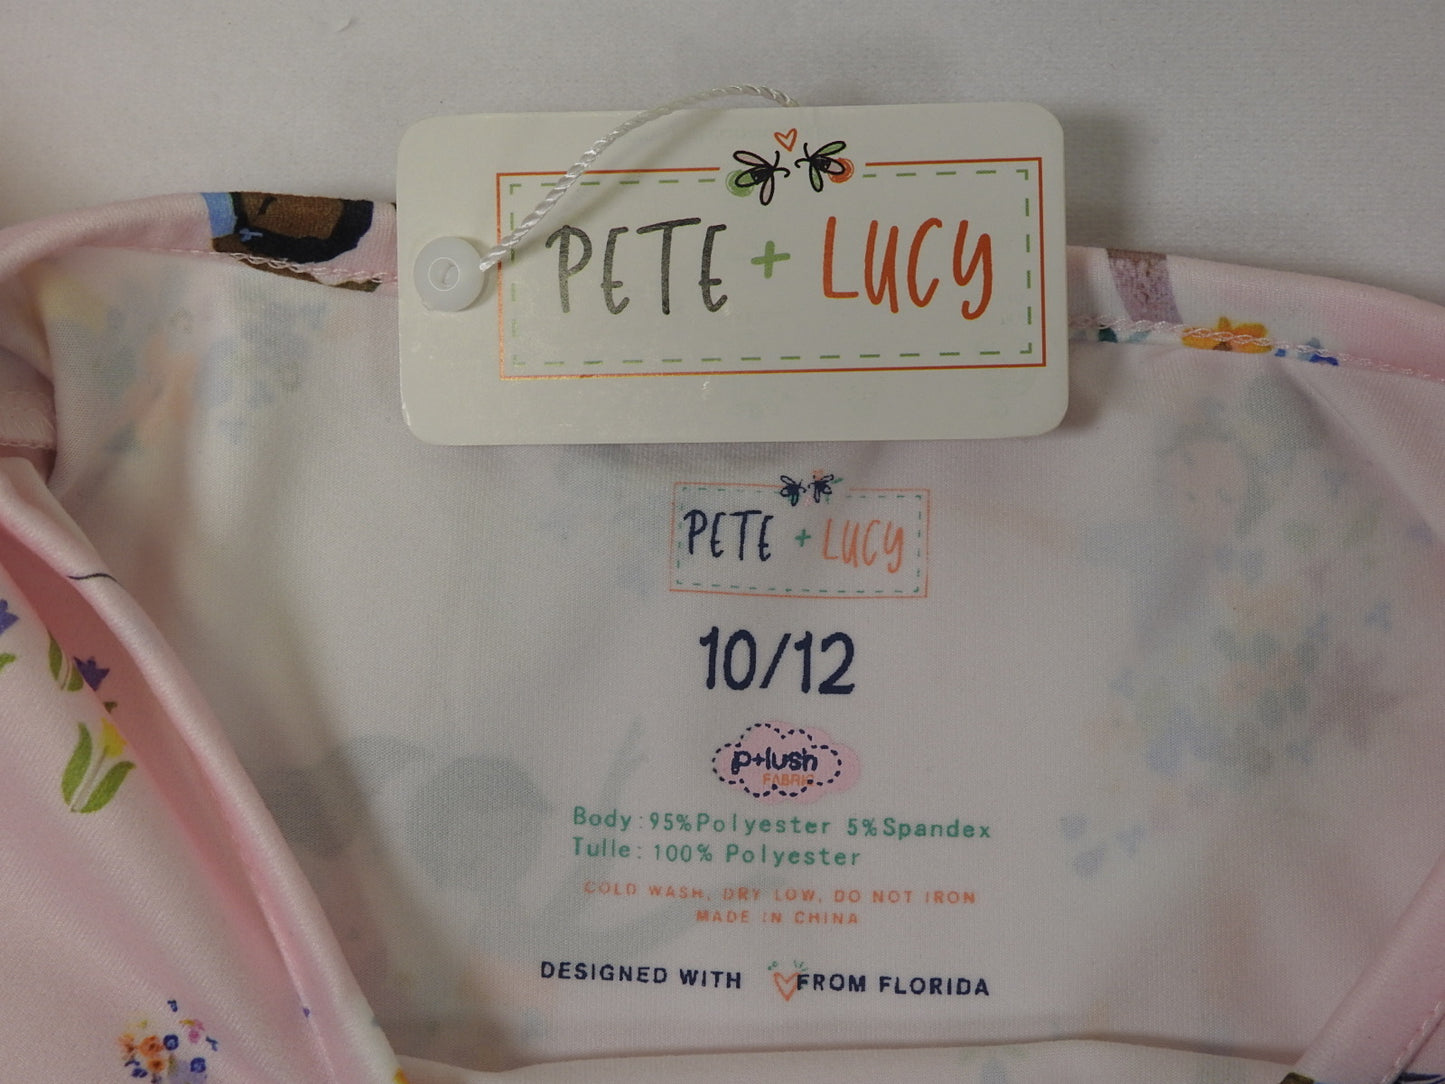 PETE + LUCY
PETE + LUCY
10/12
p+lush
FABRIC
Body:95%Polyester 5%Spandex
Tulle:100% Polyester
COLD WASH, DRY LOW, DO NOT IRON
MADE IN CHINA
DESIGNED WITH FROM FLORIDA